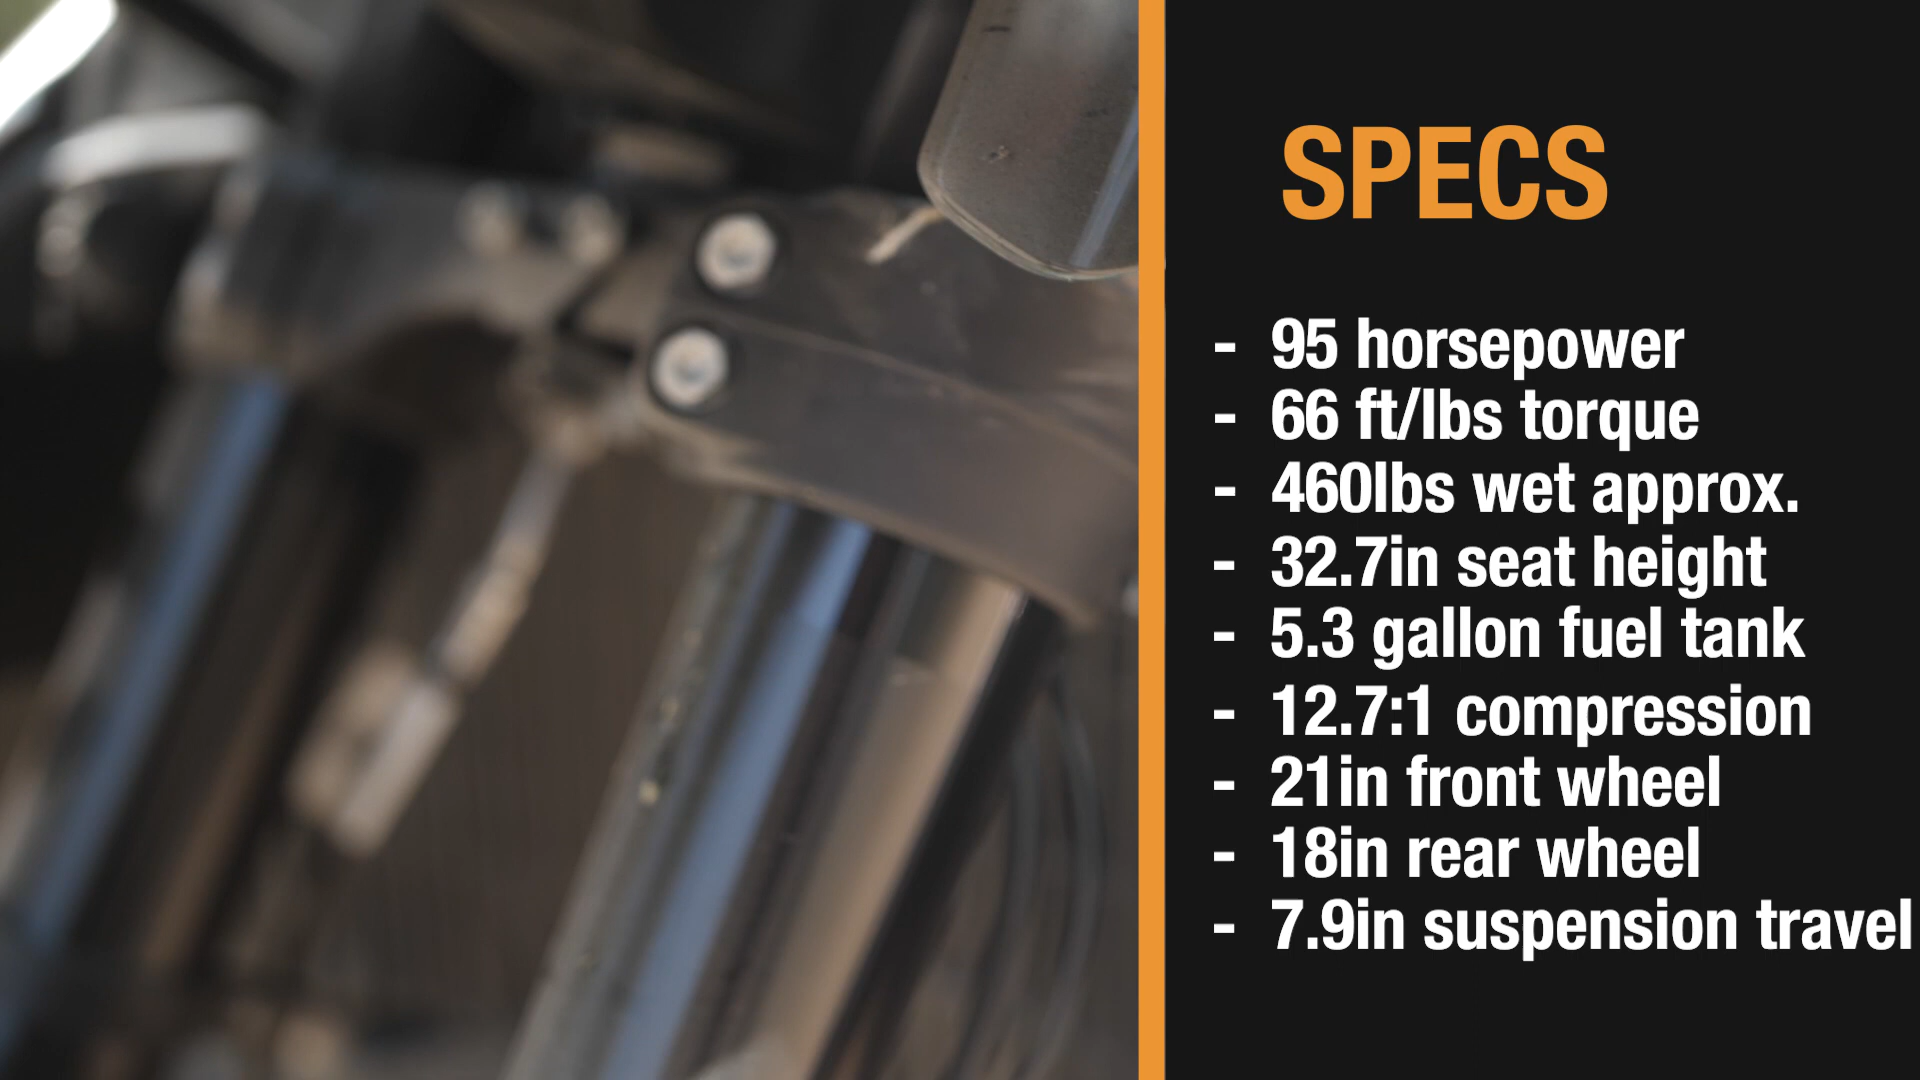 SPECS
- 95 horsepower
- 66 ft/lbs torque
- 460lbs wet approx.
- 32.7in seat height
- 5.3 gallon fuel tank
- 12.7:1 compression
- 21in front wheel
- 18in rear wheel
- 7.9in suspension travel